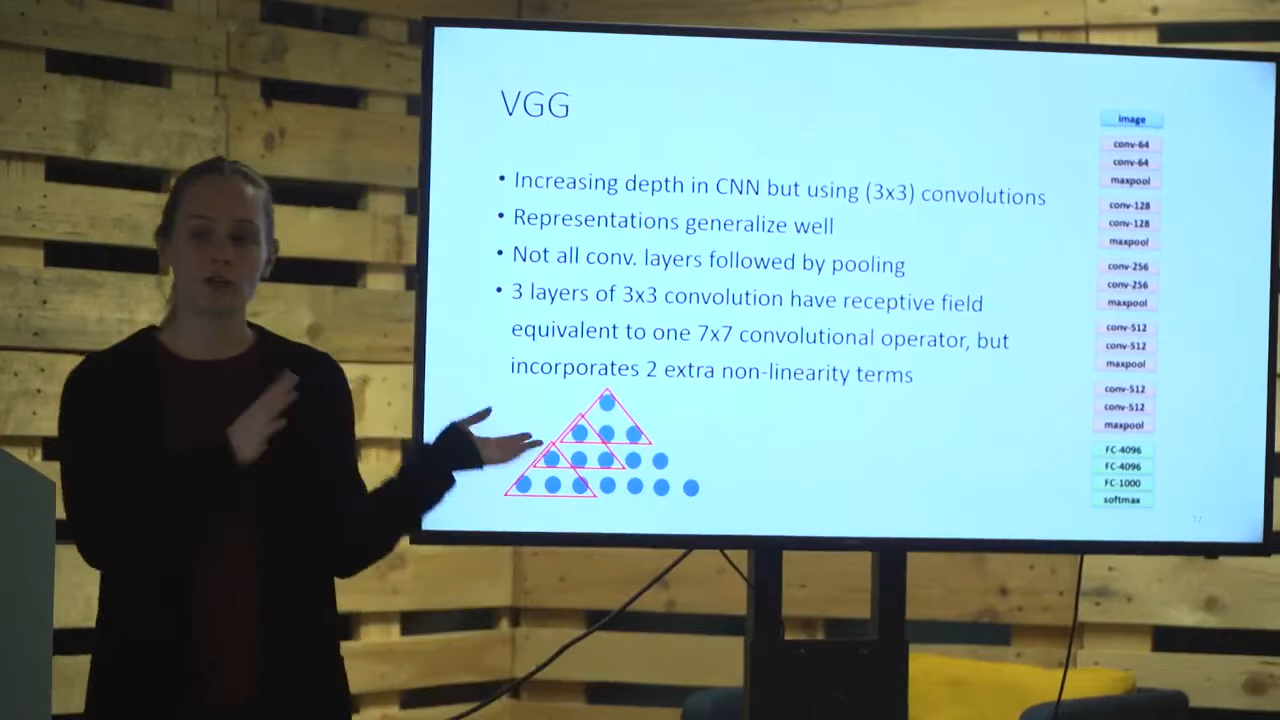 VGG
• Increasing depth in CNN but using (3x3) convolutions
• Representations generalize well
• Not all conv. layers followed by pooling
• 3 layers of 3x3 convolution have receptive field
equivalent to one 7x7 convolutional operator, but
incorporates 2 extra non-linearity terms
image
conv-64
conv-64
maxpool
conv-128
conv-128
maxpool
conv-256
conv-256
maxpool
conv-512
conv-512
maxpool
conv-512
conv-512
maxpool
FC-4096
FC-4096
FC-1000
softmax